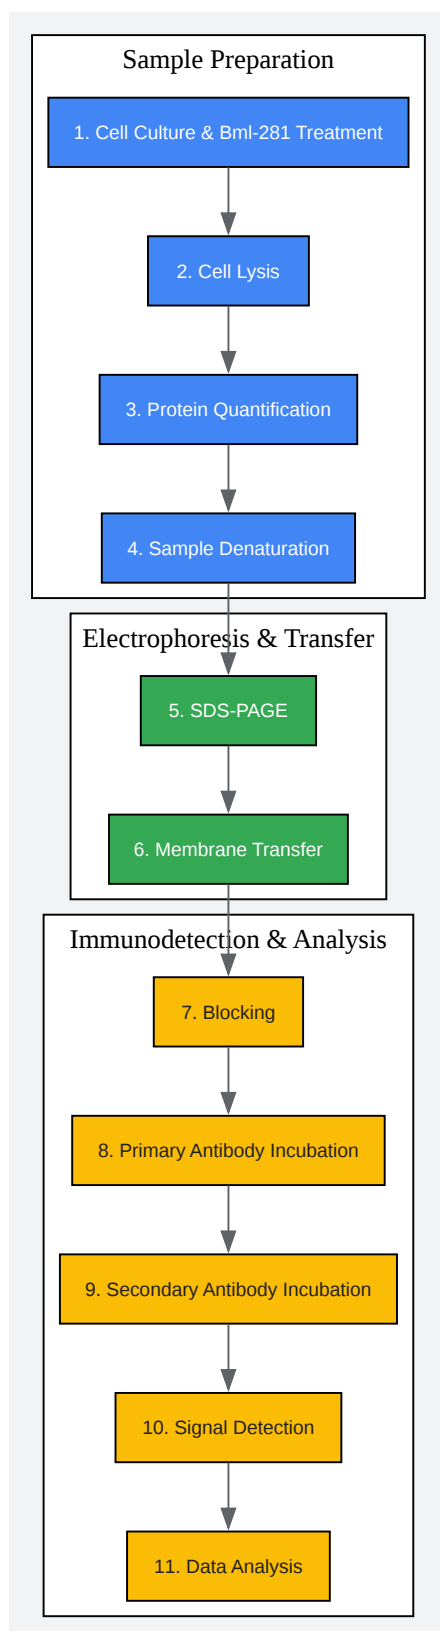 Sample Preparation
1. Cell Culture & Bml-281 Treatment
2. Cell Lysis
3. Protein Quantification
4. Sample Denaturation
Electrophoresis & Transfer
5. SDS-PAGE
6. Membrane Transfer
Immunodetection & Analysis
7. Blocking
8. Primary Antibody Incubation
9. Secondary Antibody Incubation
10. Signal Detection
11. Data Analysis